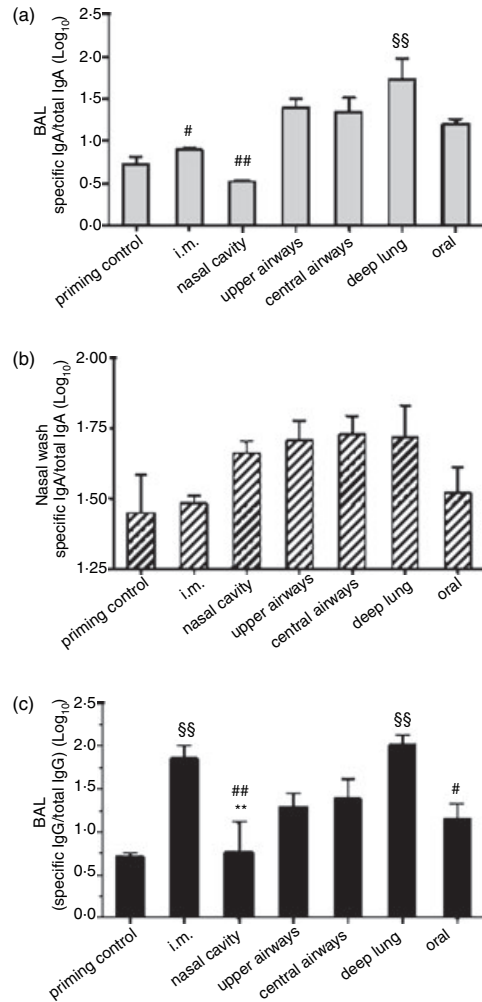 (a)
BAL
specific IgA/total IgA (Log10)
2·5
2·0
1·5
1·0
0·5
0·0
#
##
§§
priming control
i.m.
nasal cavity
upper airways
central airways
deep lung
oral
(b)
Nasal wash
specific IgA/total IgA (Log10)
2·00
1·75
1·50
1·25
priming control
i.m.
nasal cavity
upper airways
central airways
deep lung
oral
(c)
BAL
(specific IgG/total IgG) (Log10)
2·5
2·0
1·5
1·0
0·5
0·0
§§
##
**
§§
#
priming control
i.m.
nasal cavity
upper airways
central airways
deep lung
oral